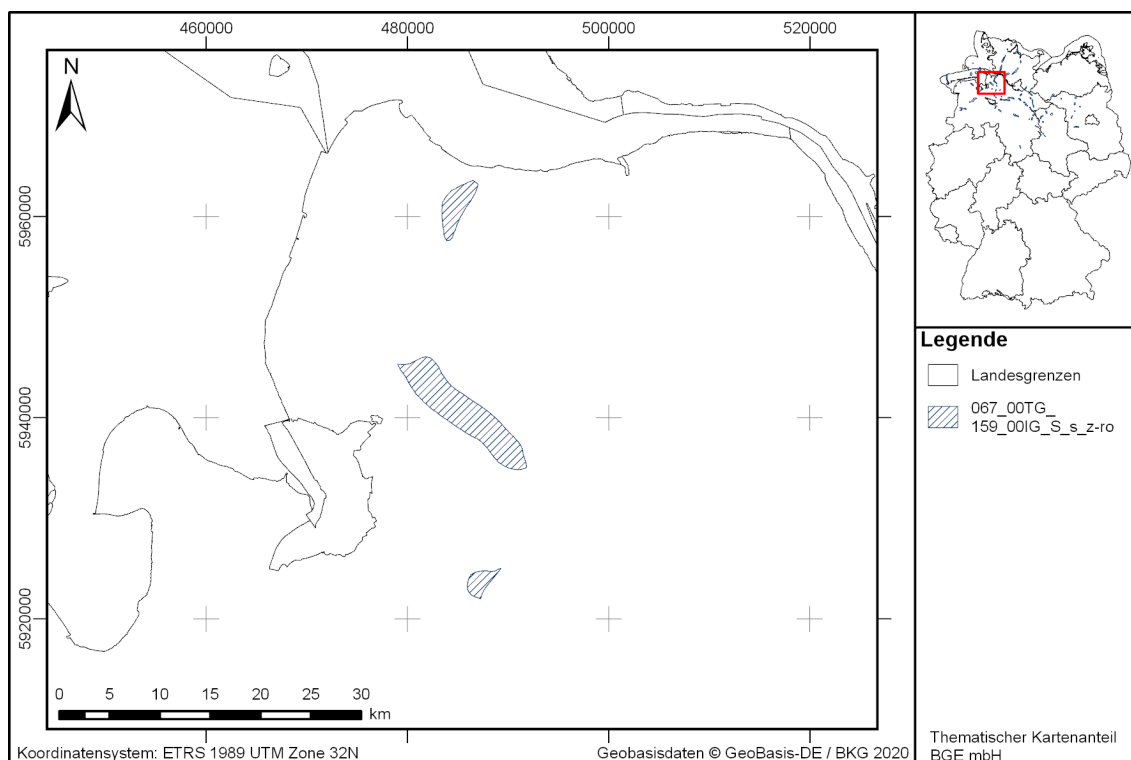 460000
480000
500000
520000
N
5960000
5940000
5920000
0
5
10
15
20
25
30
km
Koordinatensystem: ETRS 1989 UTM Zone 32N
Geobasisdaten © GeoBasis-DE / BKG 2020
Legende
Landesgrenzen
067_00TG_
159_00IG_S_s_z-ro
Thematischer Kartenanteil
BGE mbH